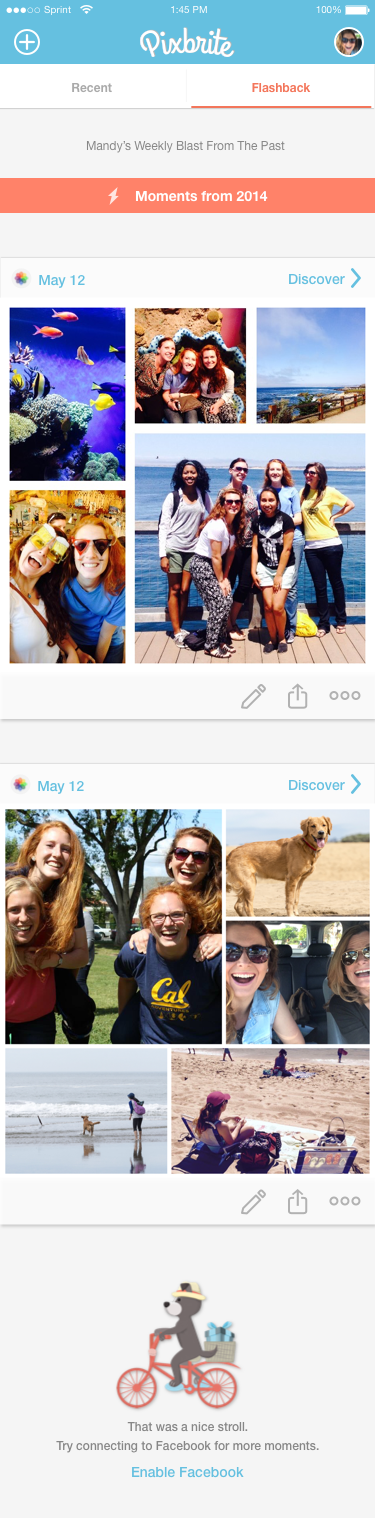 Sprint 1:45 PM 100%
Pixbrite
Recent Flashback
Mandy's Weekly Blast From The Past
Moments from 2014
May 12 Discover
May 12 Discover
Cal
That was a nice stroll.
Try connecting to Facebook for more moments.
Enable Facebook